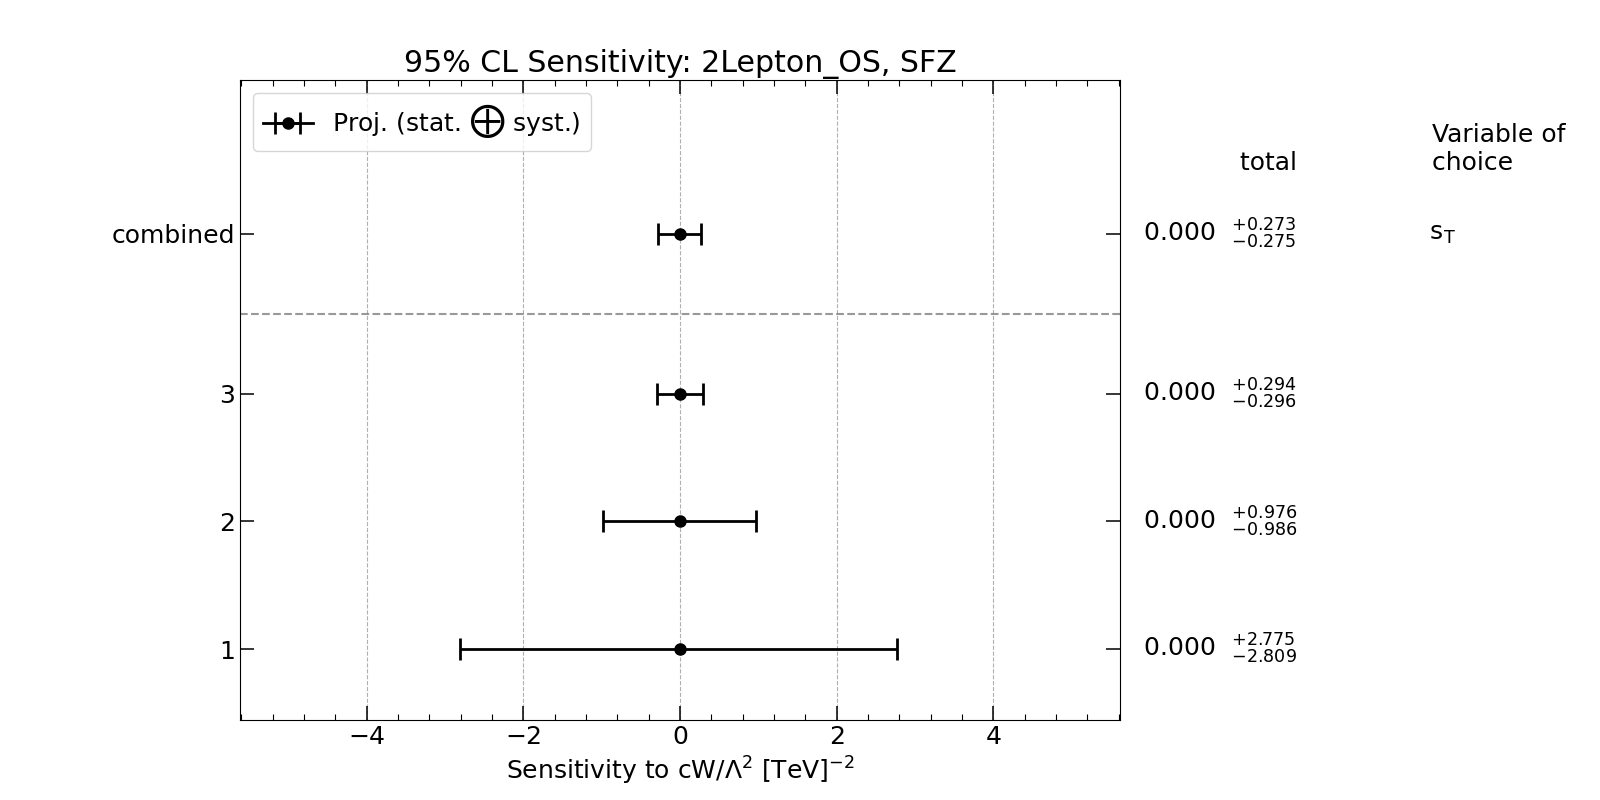 95% CL Sensitivity: 2Lepton_OS, SFZ
Proj. (stat. ⊕ syst.)
Variable of
choice
total
combined
0.000 +0.273 −0.275
s_T
3
0.000 +0.294 −0.296
2
0.000 +0.976 −0.986
1
0.000 +2.775 −2.809
−4 −2 0 2 4
Sensitivity to cW/Λ² [TeV]⁻²